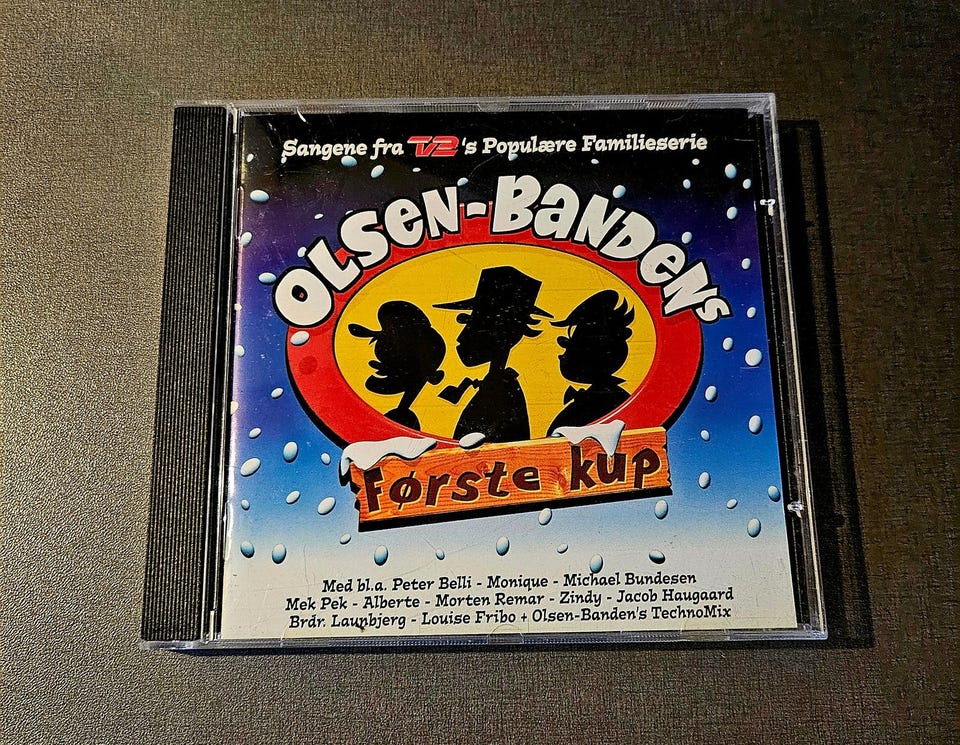 Sangene fra TV2's Populære Familieserie
OLSEN-BANDENS
Første kup
Med bl.a. Peter Belli - Monique - Michael Bundesen
Mek Pek - Alberte - Morten Remar - Zindy - Jacob Haugaard
Brdr. Launbjerg - Louise Fribo + Olsen-Banden's TechnoMix